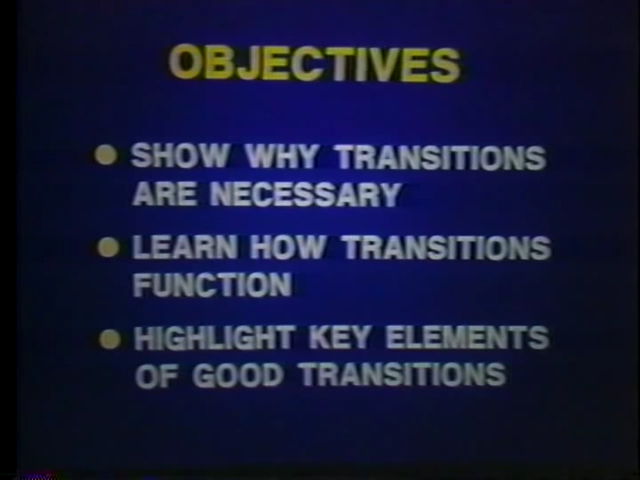 OBJECTIVES
● SHOW WHY TRANSITIONS
ARE NECESSARY
● LEARN HOW TRANSITIONS
FUNCTION
● HIGHLIGHT KEY ELEMENTS
OF GOOD TRANSITIONS